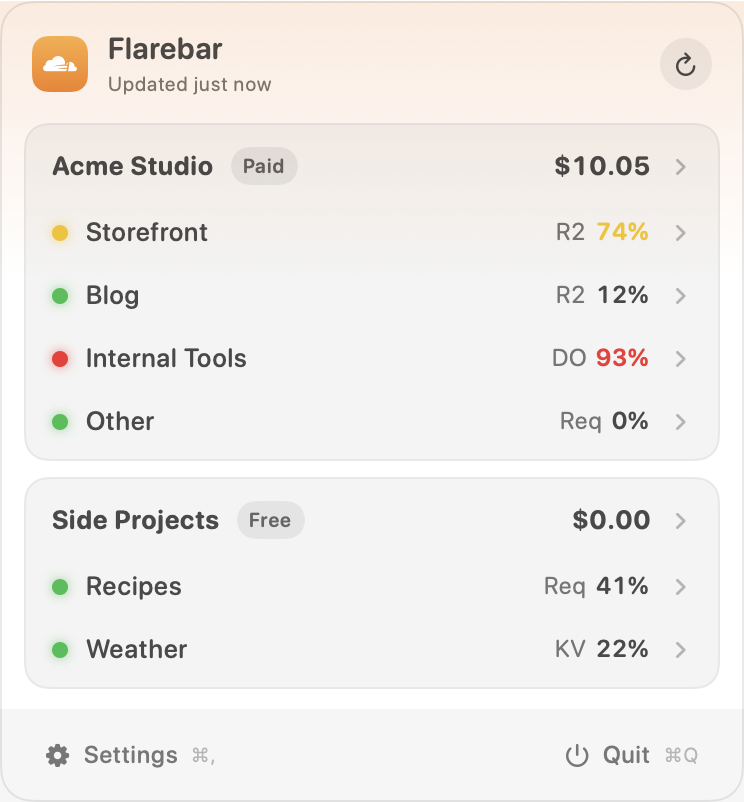 Flarebar
Updated just now
Acme Studio Paid $10.05
Storefront R2 74%
Blog R2 12%
Internal Tools DO 93%
Other Req 0%
Side Projects Free $0.00
Recipes Req 41%
Weather KV 22%
Settings ⌘, Quit ⌘Q